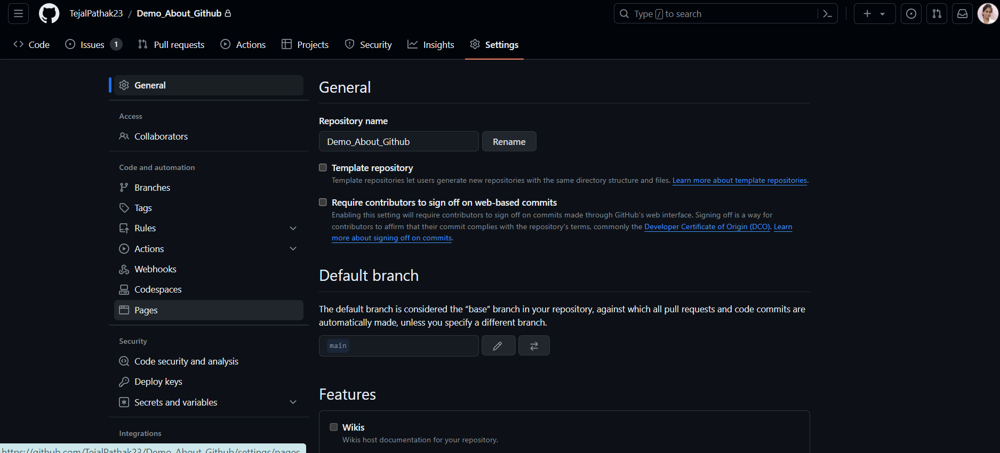 TejalPathak23 / Demo_About_Github
Type / to search
Code
Issues 1
Pull requests
Actions
Projects
Security
Insights
Settings
General
Access
Collaborators
Code and automation
Branches
Tags
Rules
Actions
Webhooks
Codespaces
Pages
Security
Code security and analysis
Deploy keys
Secrets and variables
Integrations
https://github.com/TejalPathak23/Demo_About_Github/settings/pages
General
Repository name
Demo_About_Github
Rename
Template repository
Template repositories let users generate new repositories with the same directory structure and files. Learn more about template repositories.
Require contributors to sign off on web-based commits
Enabling this setting will require contributors to sign off on commits made through GitHub's web interface. Signing off is a way for
contributors to affirm that their commit complies with the repository's terms, commonly the Developer Certificate of Origin (DCO). Learn
more about signing off on commits.
Default branch
The default branch is considered the “base” branch in your repository, against which all pull requests and code commits are
automatically made, unless you specify a different branch.
main
Features
Wikis
Wikis host documentation for your repository.